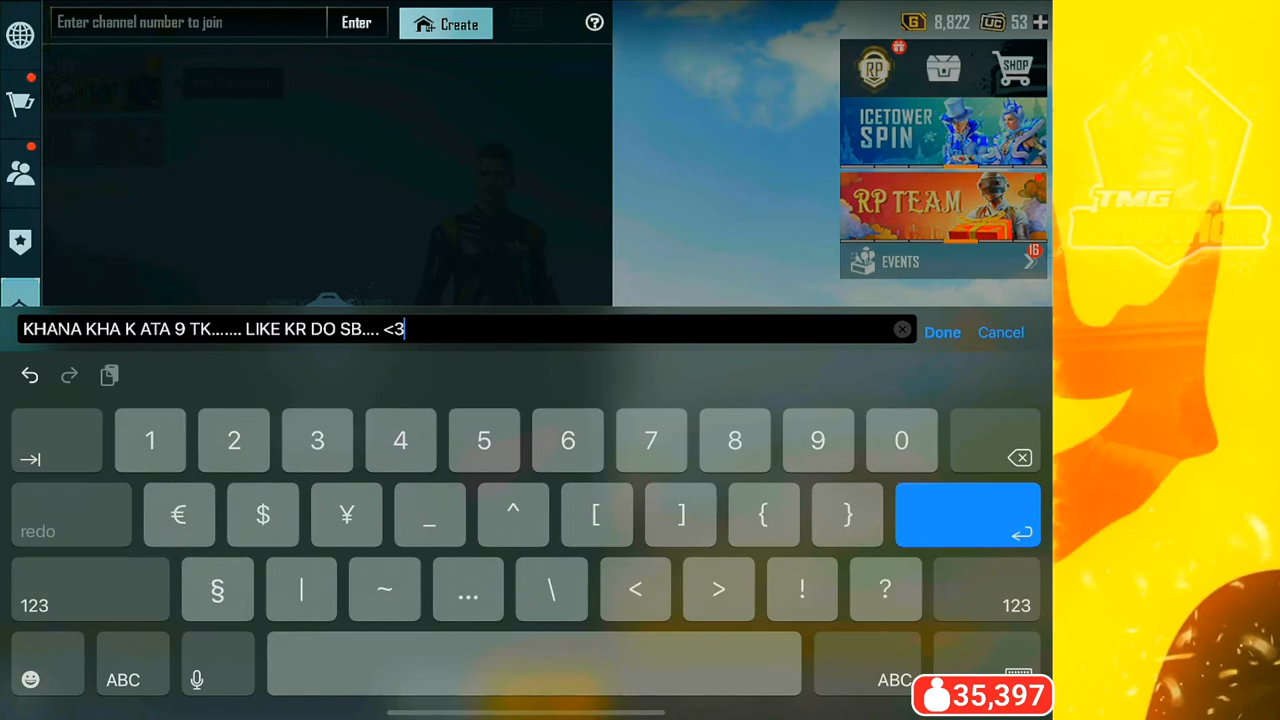 Enter channel number to join
Enter
Create
?
8,822
UC 53 +
RP
SHOP
ICETOWER
SPIN
RP TEAM
16
EVENTS
TMG
KHANA KHA K ATA 9 TK....... LIKE KR DO SB.... <3
Done
Cancel
1 2 3 4 5 6 7 8 9 0
redo
€ $ ¥ _ ^ [ ] { }
123
§ | ~ ... \ < > ! ?
123
ABC
ABC
35,397